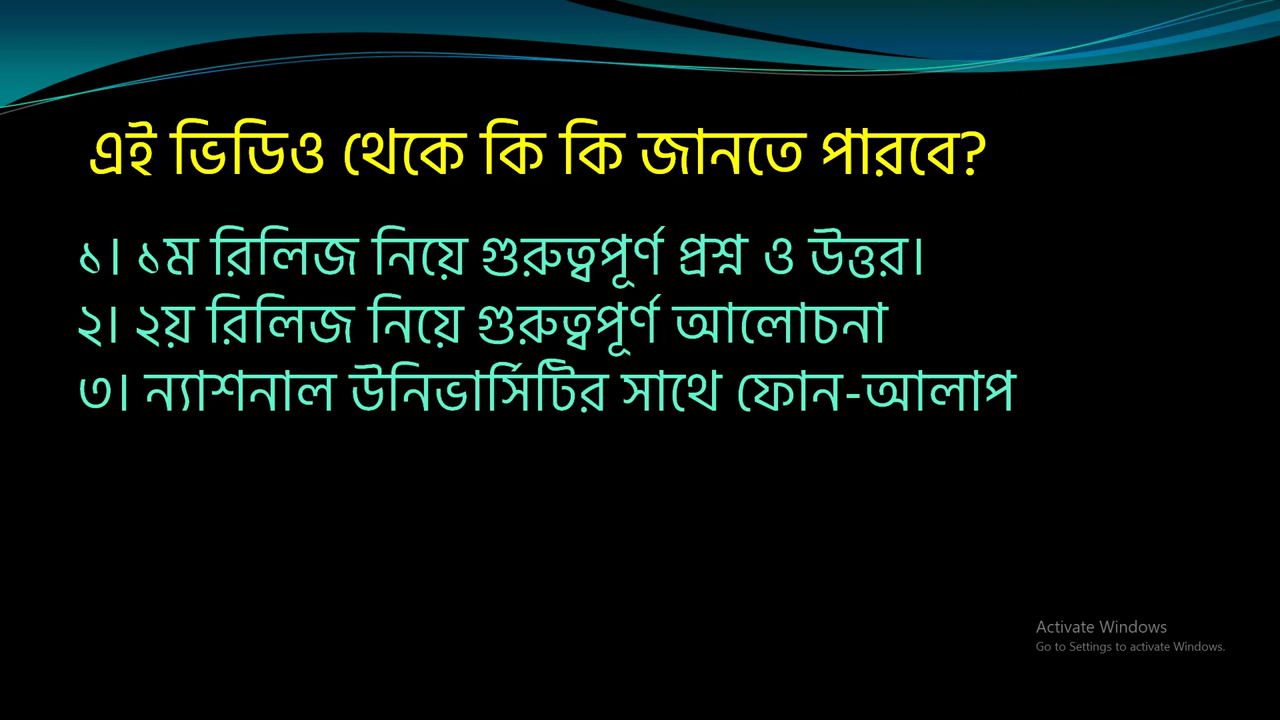 এই ভিডিও থেকে কি কি জানতে পারবে?
১। ১ম রিলিজ নিয়ে গুরুত্বপূর্ণ প্রশ্ন ও উত্তর।
২। ২য় রিলিজ নিয়ে গুরুত্বপূর্ণ আলোচনা
৩। ন্যাশনাল উনিভার্সিটির সাথে ফোন-আলাপ
Activate Windows
Go to Settings to activate Windows.